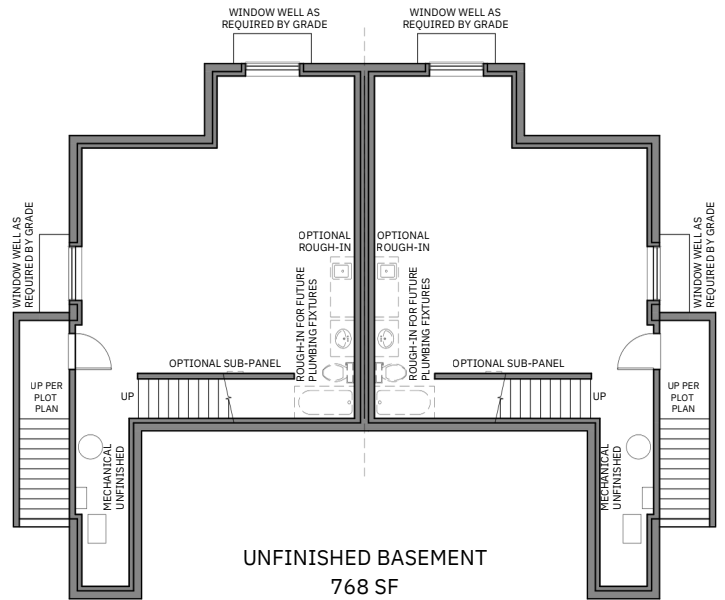 WINDOW WELL AS
REQUIRED BY GRADE
WINDOW WELL AS
REQUIRED BY GRADE
WINDOW WELL AS
REQUIRED BY GRADE
OPTIONAL
ROUGH-IN
OPTIONAL
ROUGH-IN
WINDOW WELL AS
REQUIRED BY GRADE
ROUGH-IN FOR FUTURE
PLUMBING FIXTURES
ROUGH-IN FOR FUTURE
PLUMBING FIXTURES
OPTIONAL SUB-PANEL
OPTIONAL SUB-PANEL
UP PER
PLOT
PLAN
UP
UP
UP PER
PLOT
PLAN
MECHANICAL
UNFINISHED
MECHANICAL
UNFINISHED
UNFINISHED BASEMENT
768 SF